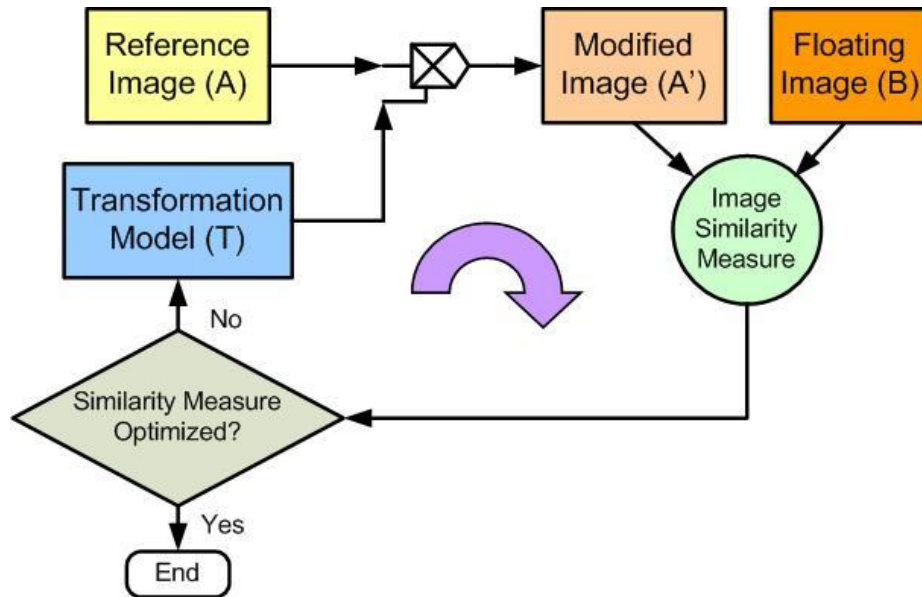 Reference
Image (A)
Modified
Image (A’)
Floating
Image (B)
Transformation
Model (T)
Image
Similarity
Measure
No
Similarity Measure
Optimized?
Yes
End